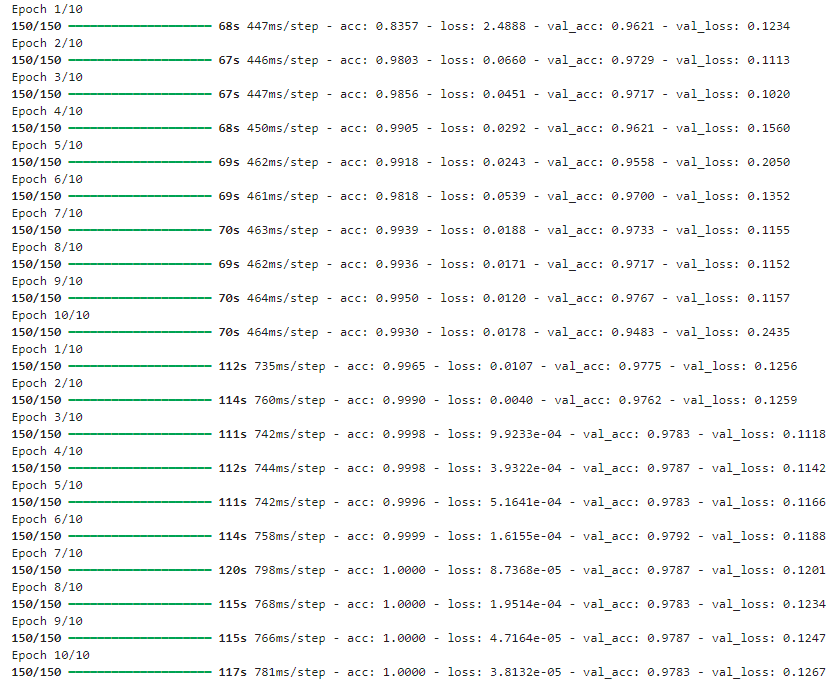 Epoch 1/10
150/150 ━━━━━━━━━━━━━━━━━━━━ 68s 447ms/step - acc: 0.8357 - loss: 2.4888 - val_acc: 0.9621 - val_loss: 0.1234
Epoch 2/10
150/150 ━━━━━━━━━━━━━━━━━━━━ 67s 446ms/step - acc: 0.9803 - loss: 0.0660 - val_acc: 0.9729 - val_loss: 0.1113
Epoch 3/10
150/150 ━━━━━━━━━━━━━━━━━━━━ 67s 447ms/step - acc: 0.9856 - loss: 0.0451 - val_acc: 0.9717 - val_loss: 0.1020
Epoch 4/10
150/150 ━━━━━━━━━━━━━━━━━━━━ 68s 450ms/step - acc: 0.9905 - loss: 0.0292 - val_acc: 0.9621 - val_loss: 0.1560
Epoch 5/10
150/150 ━━━━━━━━━━━━━━━━━━━━ 69s 462ms/step - acc: 0.9918 - loss: 0.0243 - val_acc: 0.9558 - val_loss: 0.2050
Epoch 6/10
150/150 ━━━━━━━━━━━━━━━━━━━━ 69s 461ms/step - acc: 0.9818 - loss: 0.0539 - val_acc: 0.9700 - val_loss: 0.1352
Epoch 7/10
150/150 ━━━━━━━━━━━━━━━━━━━━ 70s 463ms/step - acc: 0.9939 - loss: 0.0188 - val_acc: 0.9733 - val_loss: 0.1155
Epoch 8/10
150/150 ━━━━━━━━━━━━━━━━━━━━ 69s 462ms/step - acc: 0.9936 - loss: 0.0171 - val_acc: 0.9717 - val_loss: 0.1152
Epoch 9/10
150/150 ━━━━━━━━━━━━━━━━━━━━ 70s 464ms/step - acc: 0.9950 - loss: 0.0120 - val_acc: 0.9767 - val_loss: 0.1157
Epoch 10/10
150/150 ━━━━━━━━━━━━━━━━━━━━ 70s 464ms/step - acc: 0.9930 - loss: 0.0178 - val_acc: 0.9483 - val_loss: 0.2435
Epoch 1/10
150/150 ━━━━━━━━━━━━━━━━━━━━ 112s 735ms/step - acc: 0.9965 - loss: 0.0107 - val_acc: 0.9775 - val_loss: 0.1256
Epoch 2/10
150/150 ━━━━━━━━━━━━━━━━━━━━ 114s 760ms/step - acc: 0.9990 - loss: 0.0040 - val_acc: 0.9762 - val_loss: 0.1259
Epoch 3/10
150/150 ━━━━━━━━━━━━━━━━━━━━ 111s 742ms/step - acc: 0.9998 - loss: 9.9233e-04 - val_acc: 0.9783 - val_loss: 0.1118
Epoch 4/10
150/150 ━━━━━━━━━━━━━━━━━━━━ 112s 744ms/step - acc: 0.9998 - loss: 3.9322e-04 - val_acc: 0.9787 - val_loss: 0.1142
Epoch 5/10
150/150 ━━━━━━━━━━━━━━━━━━━━ 111s 742ms/step - acc: 0.9996 - loss: 5.1641e-04 - val_acc: 0.9783 - val_loss: 0.1166
Epoch 6/10
150/150 ━━━━━━━━━━━━━━━━━━━━ 114s 758ms/step - acc: 0.9999 - loss: 1.6155e-04 - val_acc: 0.9792 - val_loss: 0.1188
Epoch 7/10
150/150 ━━━━━━━━━━━━━━━━━━━━ 120s 798ms/step - acc: 1.0000 - loss: 8.7368e-05 - val_acc: 0.9787 - val_loss: 0.1201
Epoch 8/10
150/150 ━━━━━━━━━━━━━━━━━━━━ 115s 768ms/step - acc: 1.0000 - loss: 1.9514e-04 - val_acc: 0.9783 - val_loss: 0.1234
Epoch 9/10
150/150 ━━━━━━━━━━━━━━━━━━━━ 115s 766ms/step - acc: 1.0000 - loss: 4.7164e-05 - val_acc: 0.9787 - val_loss: 0.1247
Epoch 10/10
150/150 ━━━━━━━━━━━━━━━━━━━━ 117s 781ms/step - acc: 1.0000 - loss: 3.8132e-05 - val_acc: 0.9783 - val_loss: 0.1267